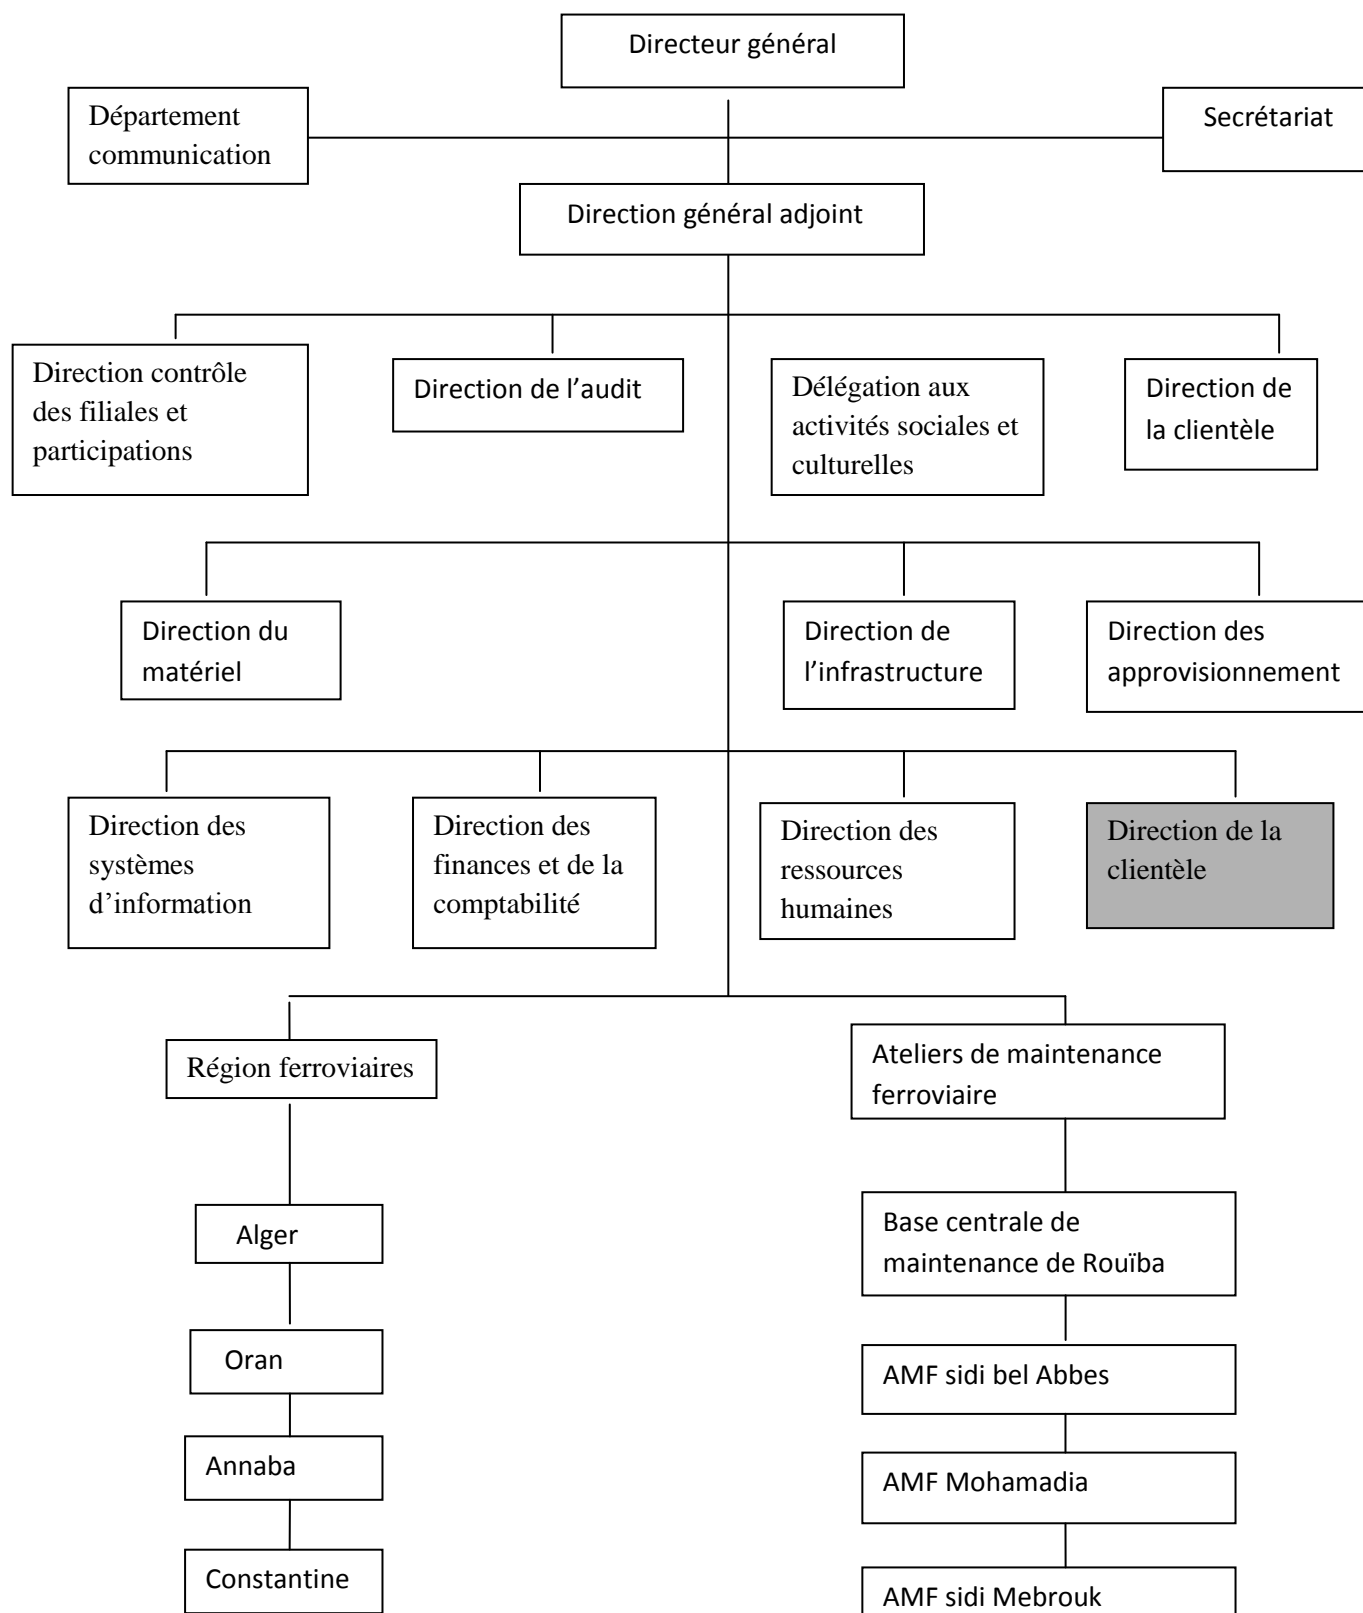 Directeur général
Département
communication
Secrétariat
Direction général adjoint
Direction contrôle
des filiales et
participations
Direction de l’audit
Délégation aux
activités sociales et
culturelles
Direction de
la clientèle
Direction du
matériel
Direction de
l’infrastructure
Direction des
approvisionnement
Direction des
systèmes
d’information
Direction des
finances et de la
comptabilité
Direction des
ressources
humaines
Direction de la
clientèle
Région ferroviaires
Ateliers de maintenance
ferroviaire
Alger
Oran
Annaba
Constantine
Base centrale de
maintenance de Rouïba
AMF sidi bel Abbes
AMF Mohamadia
AMF sidi Mebrouk